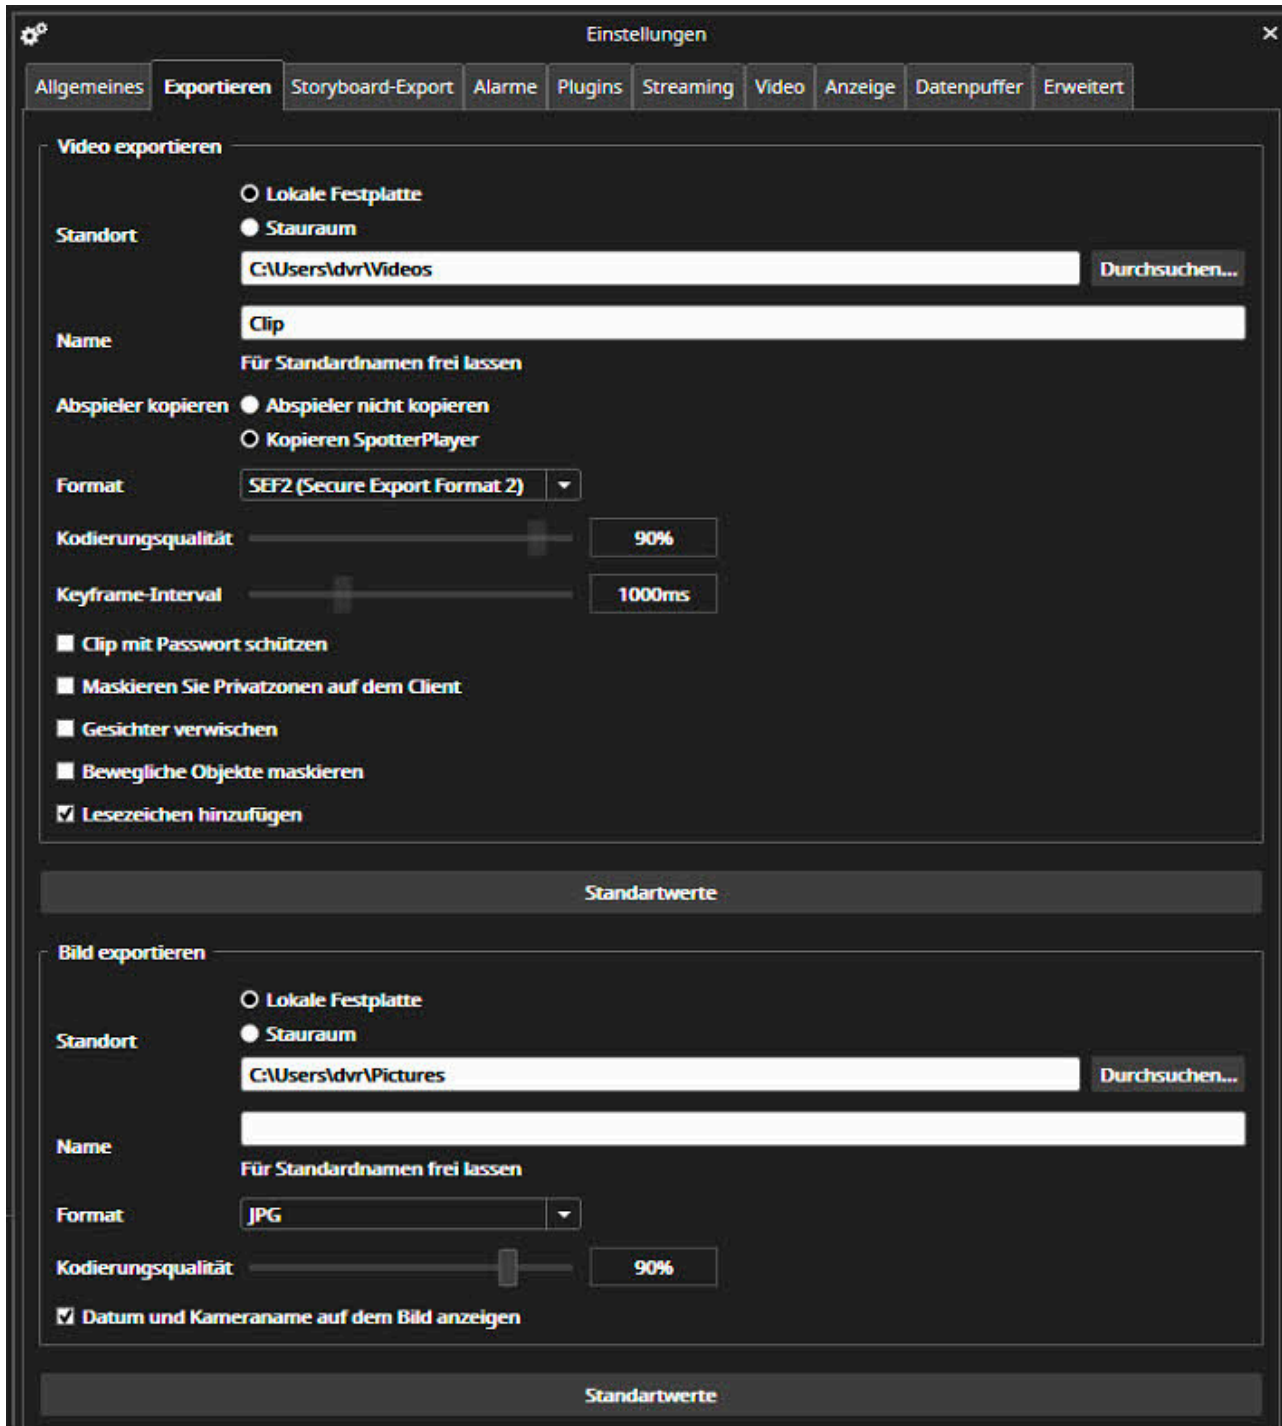 Einstellungen
Allgemeines Exportieren Storyboard-Export Alarme Plugins Streaming Video Anzeige Datenpuffer Erweitert
Video exportieren
Lokale Festplatte
Standort
Stauraum
C:\Users\dvr\Videos Durchsuchen...
Clip
Name
Für Standardnamen frei lassen
Abspieler kopieren Abspieler nicht kopieren
Kopieren SpotterPlayer
Format SEF2 (Secure Export Format 2)
Kodierungsqualität 90%
Keyframe-Interval 1000ms
Clip mit Passwort schützen
Maskieren Sie Privatzonen auf dem Client
Gesichter verwischen
Bewegliche Objekte maskieren
Lesezeichen hinzufügen
Standartwerte
Bild exportieren
Lokale Festplatte
Standort
Stauraum
C:\Users\dvr\Pictures Durchsuchen...
Name
Für Standardnamen frei lassen
Format JPG
Kodierungsqualität 90%
Datum und Kameraname auf dem Bild anzeigen
Standartwerte